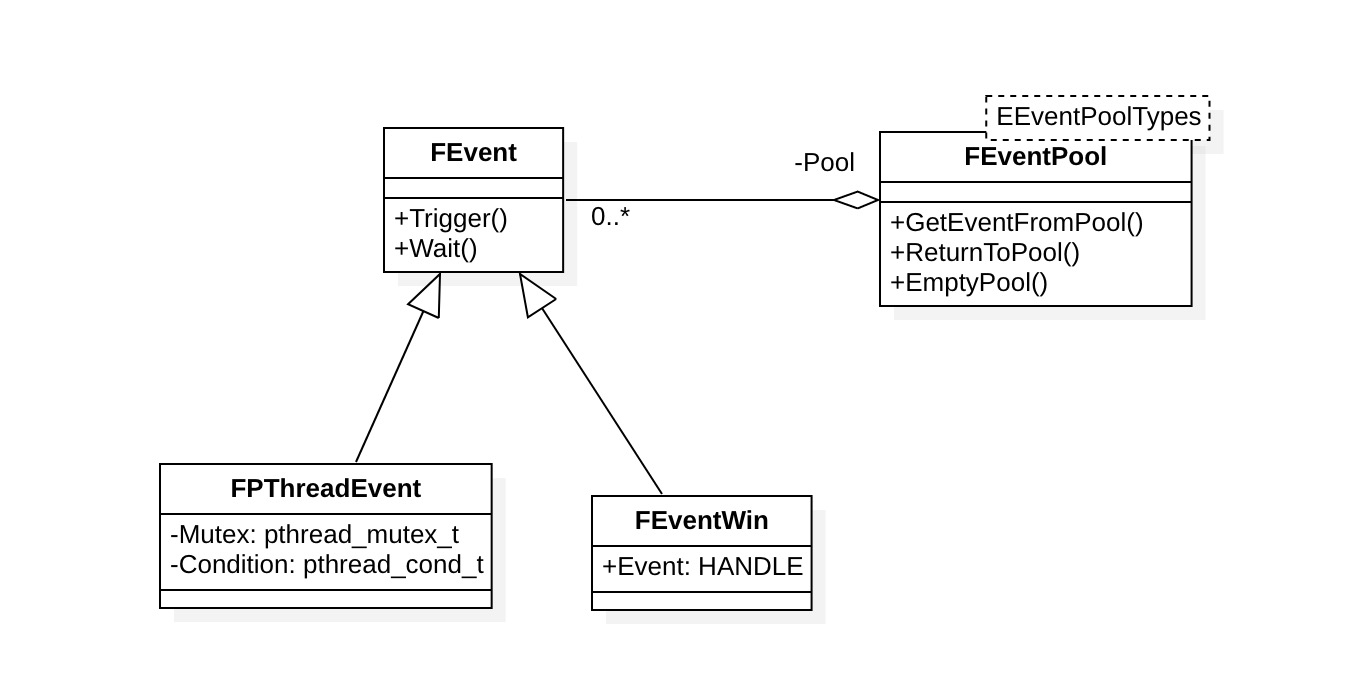 EEventPoolTypes
FEvent
+Trigger()
+Wait()
0..*
-Pool
FEventPool
+GetEventFromPool()
+ReturnToPool()
+EmptyPool()
FPThreadEvent
-Mutex: pthread_mutex_t
-Condition: pthread_cond_t
FEventWin
+Event: HANDLE